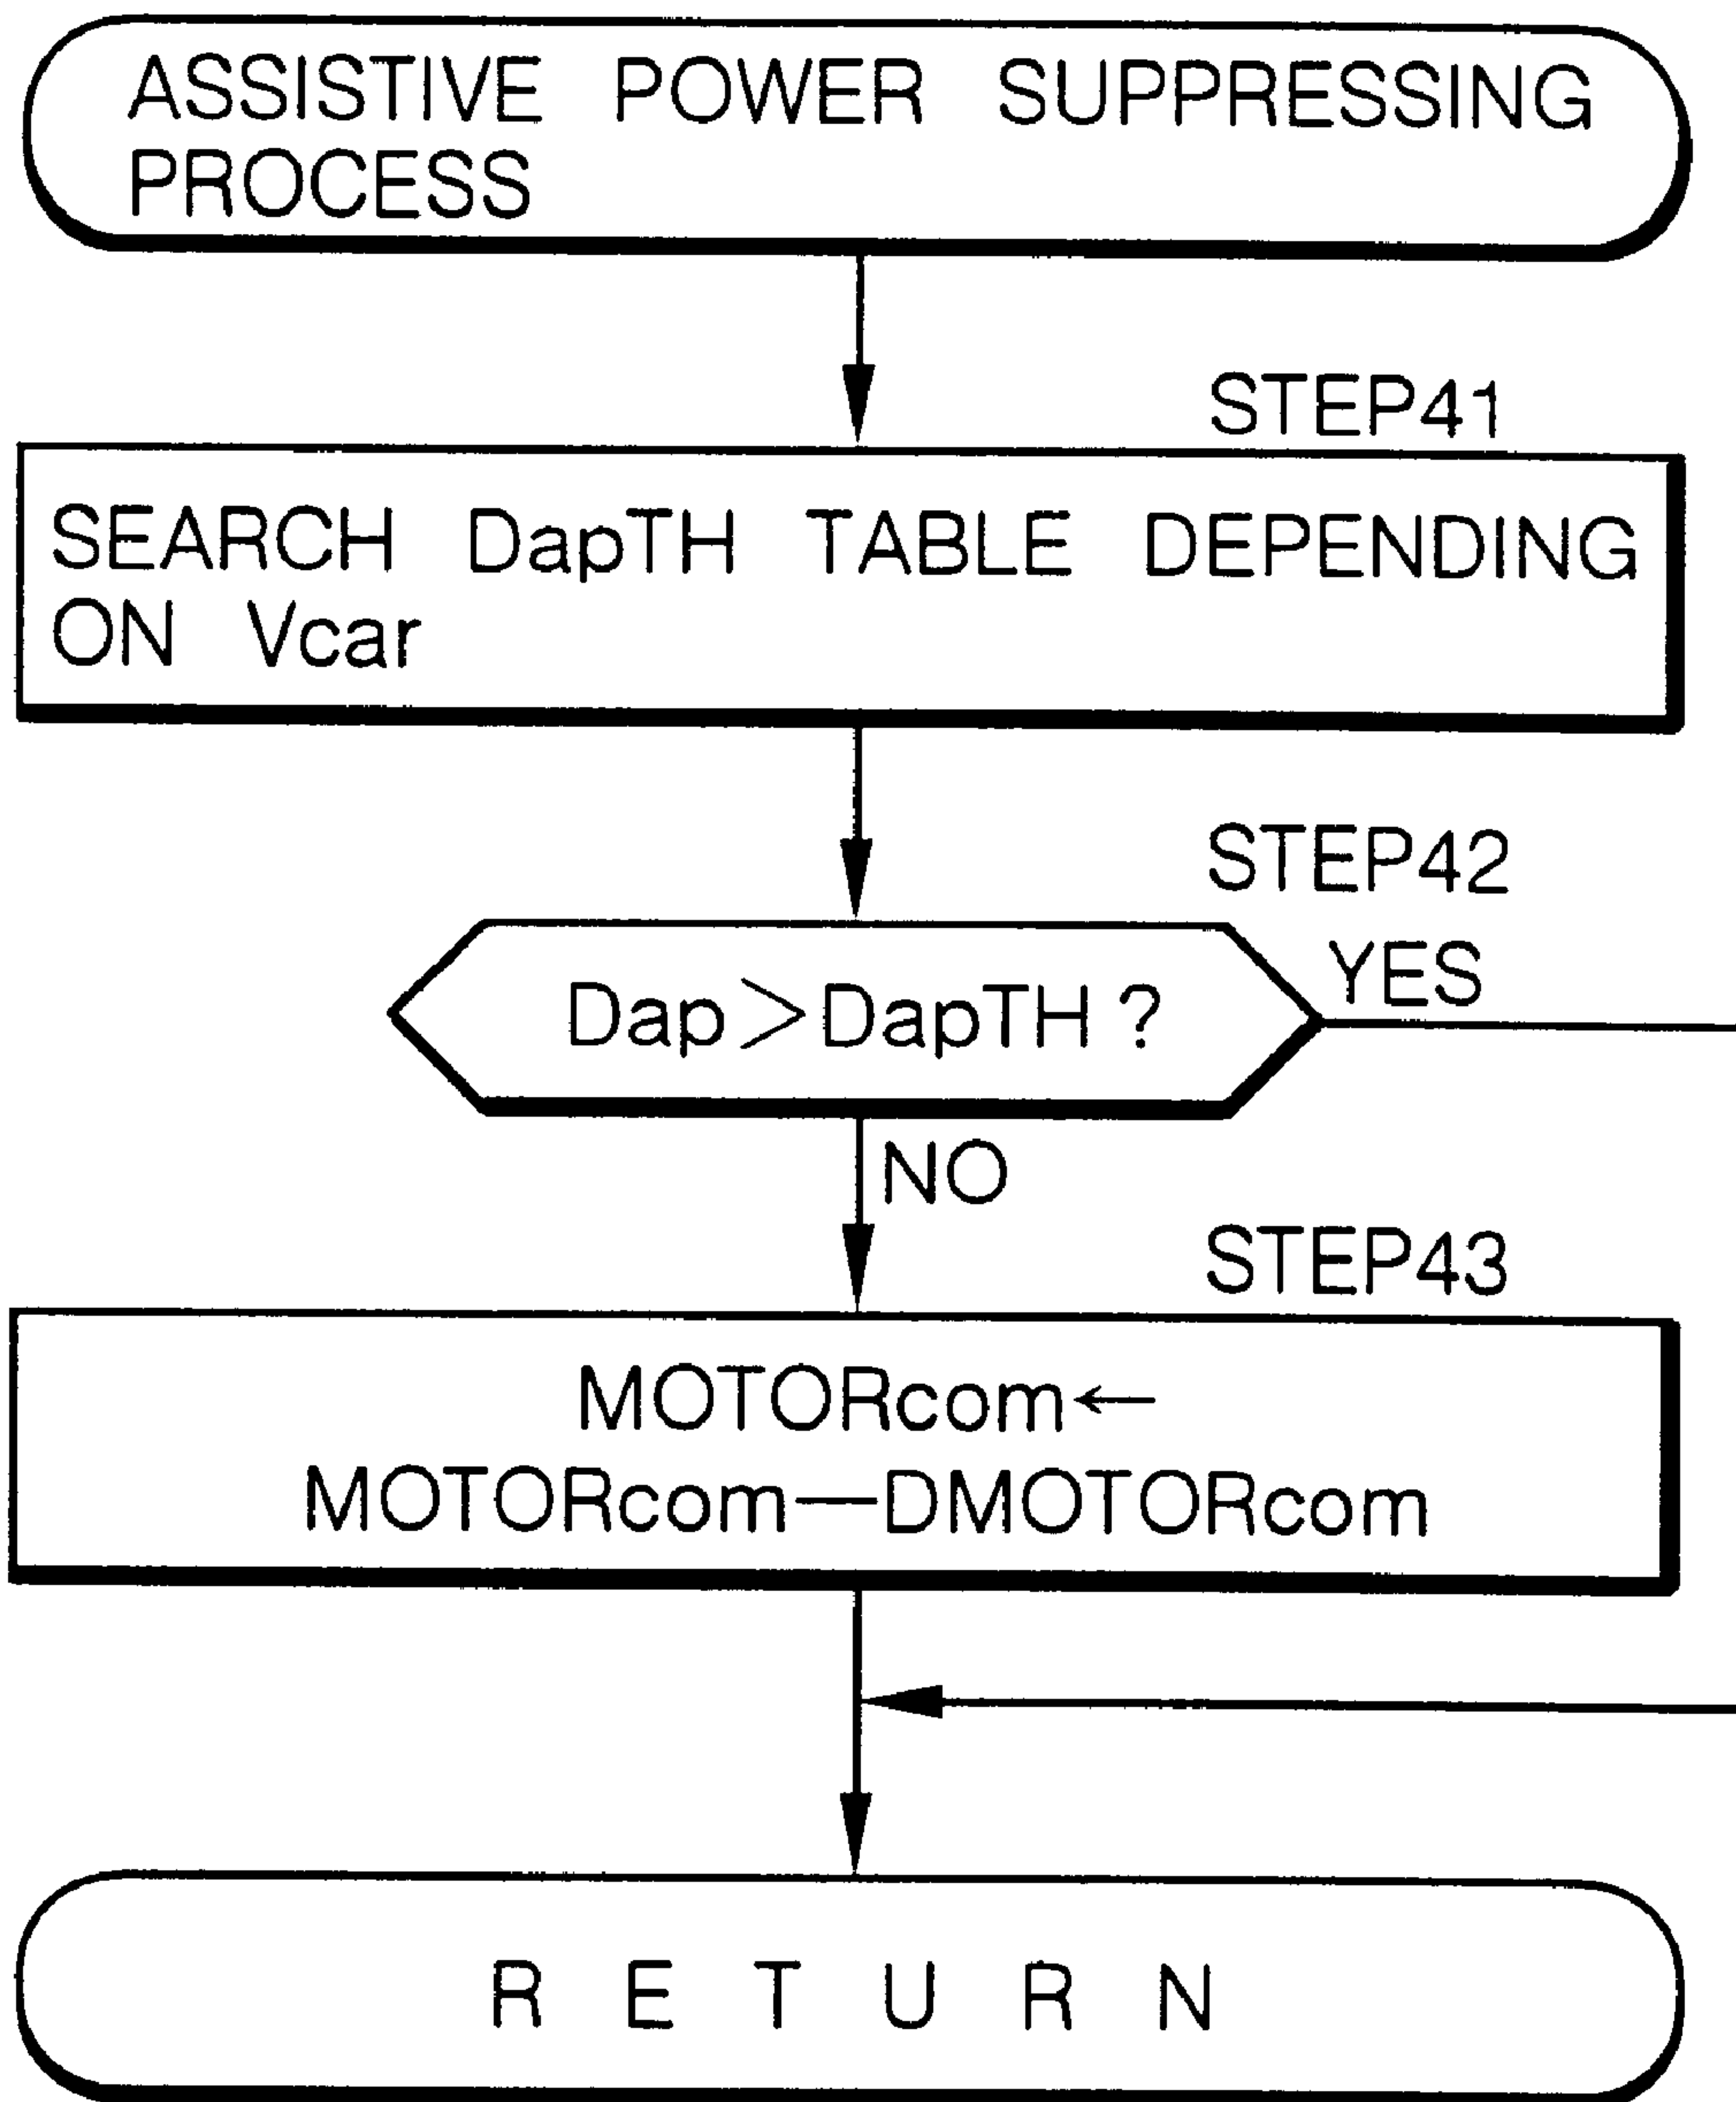 ASSISTIVE POWER SUPPRESSING
PROCESS
STEP41
SEARCH DapTH TABLE DEPENDING
ON Vcar
STEP42
YES
Dap>DapTH?
NO
STEP43
MOTORcom←
MOTORcom—DMOTORcom
RETURN